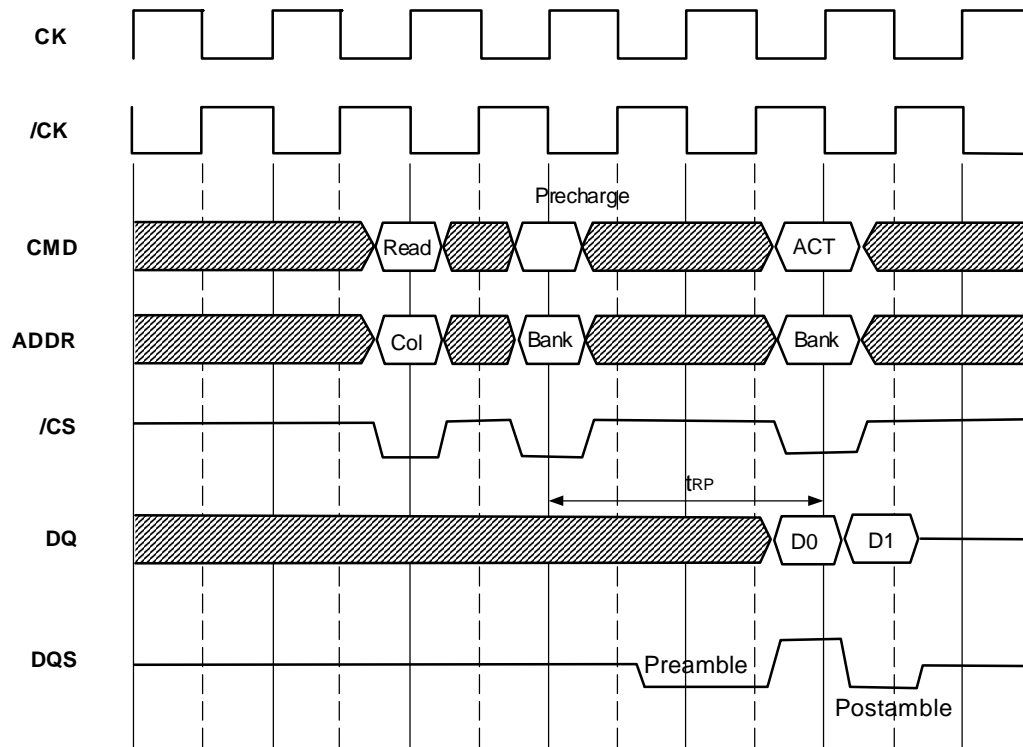 CK
/CK
Precharge
CMD Read ACT
ADDR Col Bank Bank
/CS
tRP
DQ D0 D1
DQS Preamble
Postamble